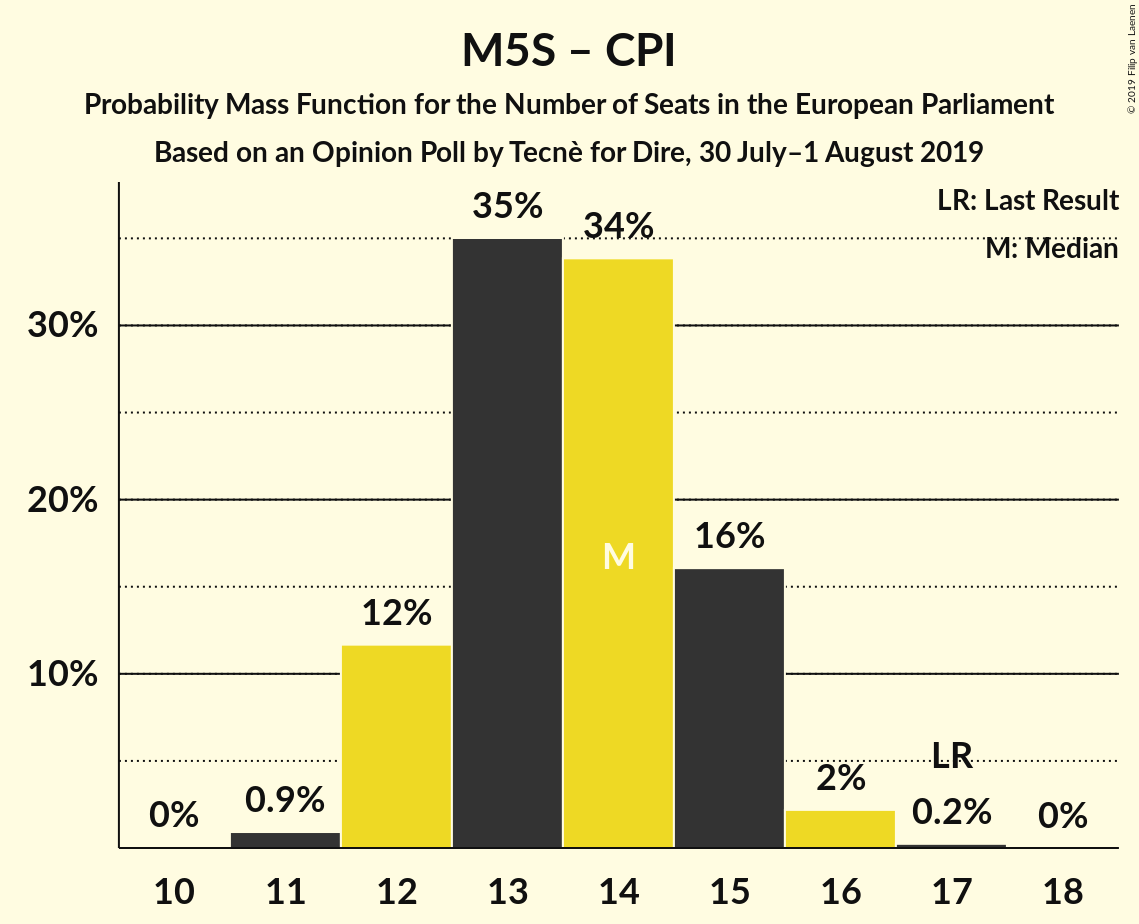 M5S – CPI
Probability Mass Function for the Number of Seats in the European Parliament
Based on an Opinion Poll by Tecnè for Dire, 30 July–1 August 2019
© 2019 Filip van Laenen
LR: Last Result
M: Median
30%
20%
10%
0%
0.9%
12%
35%
34%
M
16%
2%
LR
0.2%
0%
10 11 12 13 14 15 16 17 18